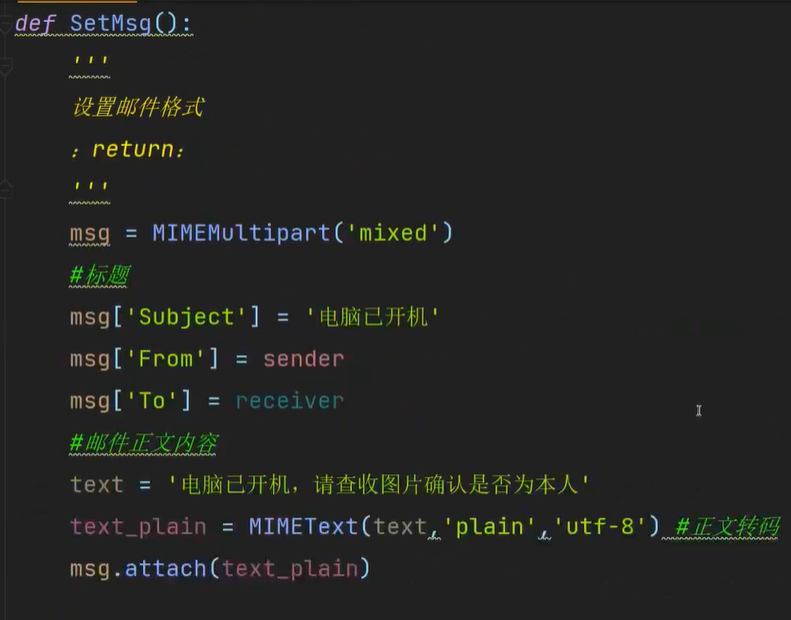 def SetMsg():
'''
设置邮件格式
：return：
'''
msg = MIMEMultipart('mixed')
#标题
msg['Subject'] = '电脑已开机'
msg['From'] = sender
msg['To'] = receiver
#邮件正文内容
text = '电脑已开机，请查收图片确认是否为本人'
text_plain = MIMEText(text,'plain','utf-8') #正文转码
msg.attach(text_plain)